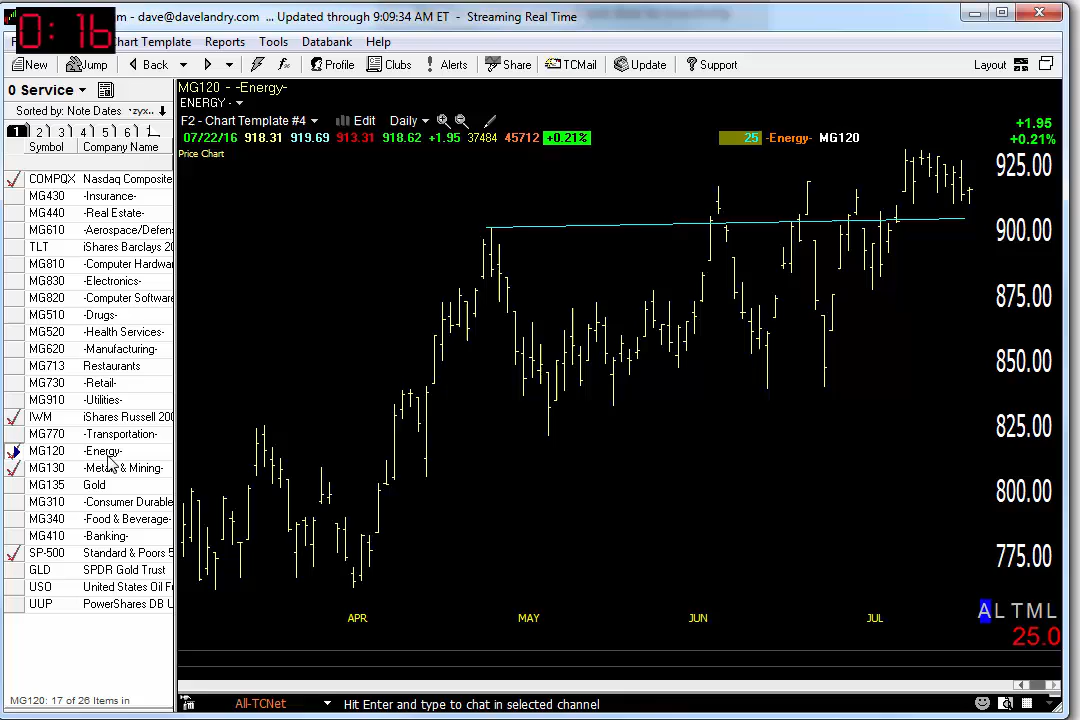 0:16
m - dave@davelandry.com ... Updated through 9:09:34 AM ET - Streaming Real Time
F Chart Template Reports Tools Databank Help
New Jump Back Profile Clubs Alerts Share TCMail Update Support Layout
0 Service
Sorted by: Note Dates
1 2 3 4 5 6
Symbol Company Name
COMPQX Nasdaq Composite
MG430 -Insurance-
MG440 -Real Estate-
MG610 -Aerospace/Defen
TLT iShares Barclays 20
MG810 -Computer Hardwa
MG830 -Electronics-
MG820 -Computer Software
MG510 -Drugs-
MG520 -Health Services-
MG620 -Manufacturing-
MG713 Restaurants
MG730 -Retail-
MG910 -Utilities-
IWM iShares Russell 200
MG770 -Transportation-
MG120 -Energy-
MG130 -Metals & Mining-
MG135 Gold
MG310 -Consumer Durable
MG340 -Food & Beverage-
MG410 -Banking-
SP-500 Standard & Poors 5
GLD SPDR Gold Trust
USO United States Oil F
UUP PowerShares DB U
MG120: 17 of 26 Items in
MG120 - -Energy-
ENERGY -
F2 - Chart Template #4 Edit Daily
07/22/16 918.31 919.69 913.31 918.62 +1.95 37484 45712 +0.21% 25 -Energy- MG120
Price Chart
+1.95
+0.21%
925.00
900.00
875.00
850.00
825.00
800.00
775.00
APR MAY JUN JUL
A L T M L
25.0
All-TCNet Hit Enter and type to chat in selected channel